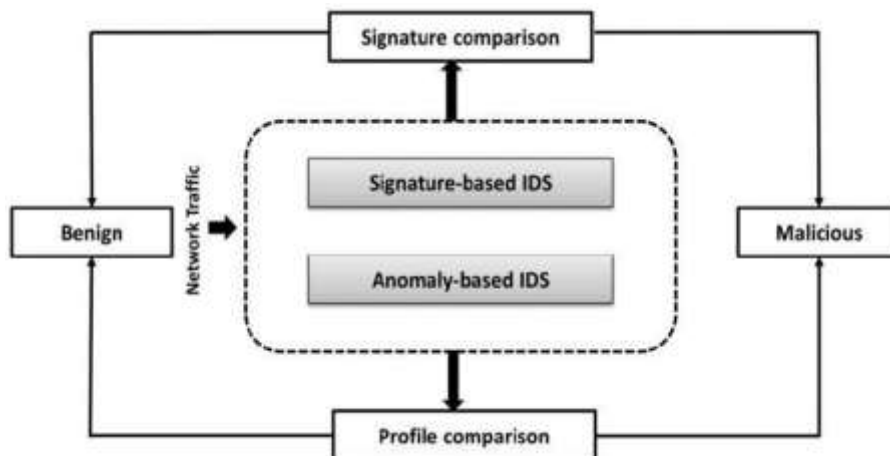 Signature comparison
Signature-based IDS
Benign
Network Traffic
Malicious
Anomaly-based IDS
Profile comparison